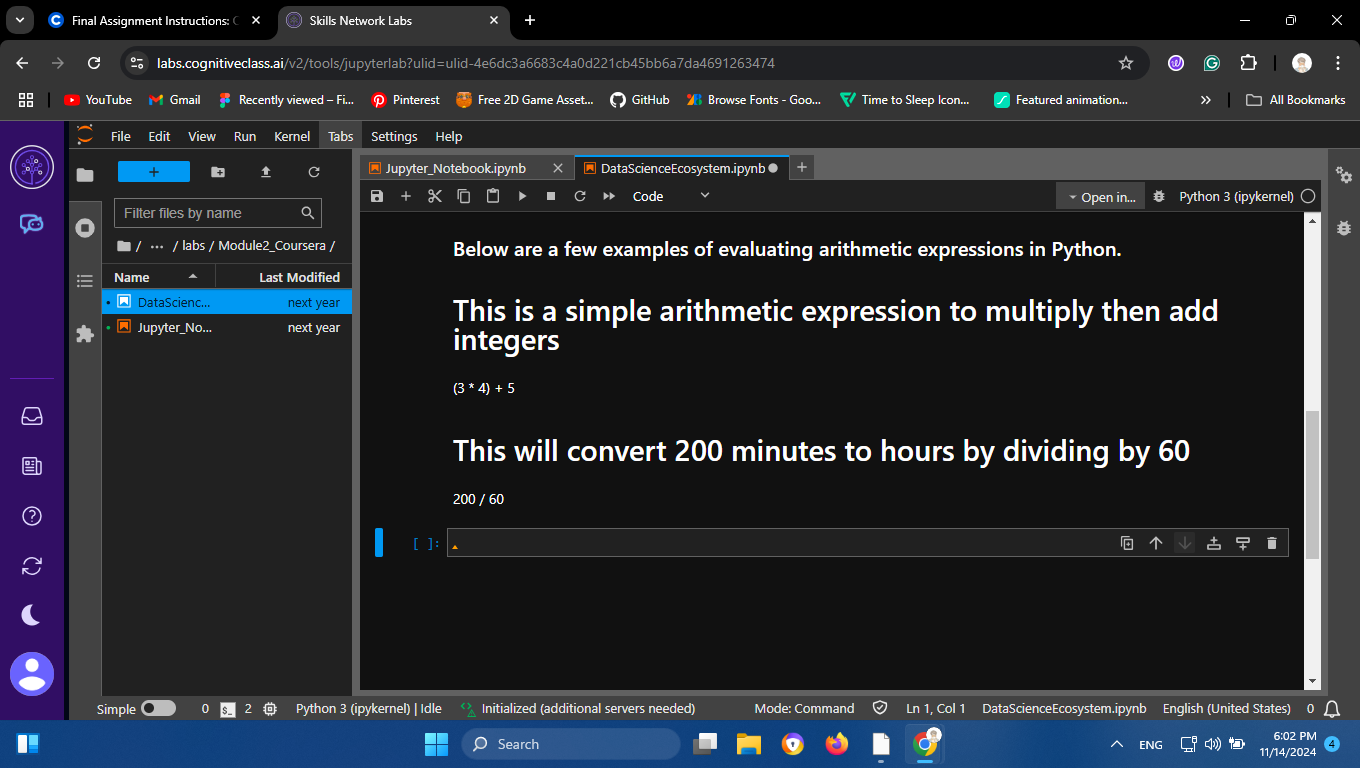 Final Assignment Instructions: C
Skills Network Labs
labs.cognitiveclass.ai/v2/tools/jupyterlab?ulid=ulid-4e6dc3a6683c4a0d221cb45bb6a7da4691263474
YouTube
Gmail
Recently viewed – Fi...
Pinterest
Free 2D Game Asset...
GitHub
Browse Fonts - Goo...
Time to Sleep Icon...
Featured animation...
All Bookmarks
File Edit View Run Kernel Tabs Settings Help
Jupyter_Notebook.ipynb
DataScienceEcosystem.ipynb
Code
Open in...
Python 3 (ipykernel)
Filter files by name
/ ... / labs / Module2_Coursera /
Name Last Modified
DataScienc... next year
Jupyter_No... next year
Below are a few examples of evaluating arithmetic expressions in Python.
This is a simple arithmetic expression to multiply then add
integers
(3 * 4) + 5
This will convert 200 minutes to hours by dividing by 60
200 / 60
[ ]:
Simple 0 $_ 2 Python 3 (ipykernel) | Idle Initialized (additional servers needed) Mode: Command Ln 1, Col 1 DataScienceEcosystem.ipynb English (United States) 0
Search
ENG
6:02 PM
11/14/2024
4